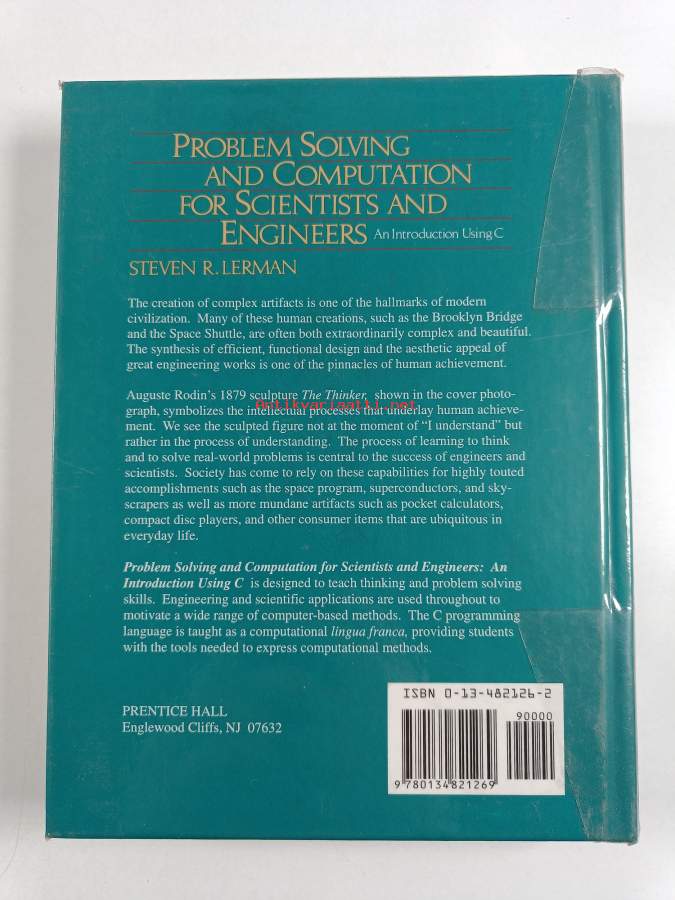 PROBLEM SOLVING
AND COMPUTATION
FOR SCIENTISTS AND
ENGINEERS An Introduction Using C
STEVEN R. LERMAN
The creation of complex artifacts is one of the hallmarks of modern
civilization. Many of these human creations, such as the Brooklyn Bridge
and the Space Shuttle, are often both extraordinarily complex and beautiful.
The synthesis of efficient, functional design and the aesthetic appeal of
great engineering works is one of the pinnacles of human achievement.
Auguste Rodin's 1879 sculpture The Thinker, shown in the cover photo-
Antikvariaatti.net
graph, symbolizes the intellectual processes that underlay human achieve-
ment. We see the sculpted figure not at the moment of "I understand" but
rather in the process of understanding. The process of learning to think
and to solve real-world problems is central to the success of engineers and
scientists. Society has come to rely on these capabilities for highly touted
accomplishments such as the space program, superconductors, and sky-
scrapers as well as more mundane artifacts such as pocket calculators,
compact disc players, and other consumer items that are ubiquitous in
everyday life.
Problem Solving and Computation for Scientists and Engineers: An
Introduction Using C is designed to teach thinking and problem solving
skills. Engineering and scientific applications are used throughout to
motivate a wide range of computer-based methods. The C programming
language is taught as a computational lingua franca, providing students
with the tools needed to express computational methods.
PRENTICE HALL
Englewood Cliffs, NJ 07632
ISBN 0-13-482126-2
90000
9 780134 821269